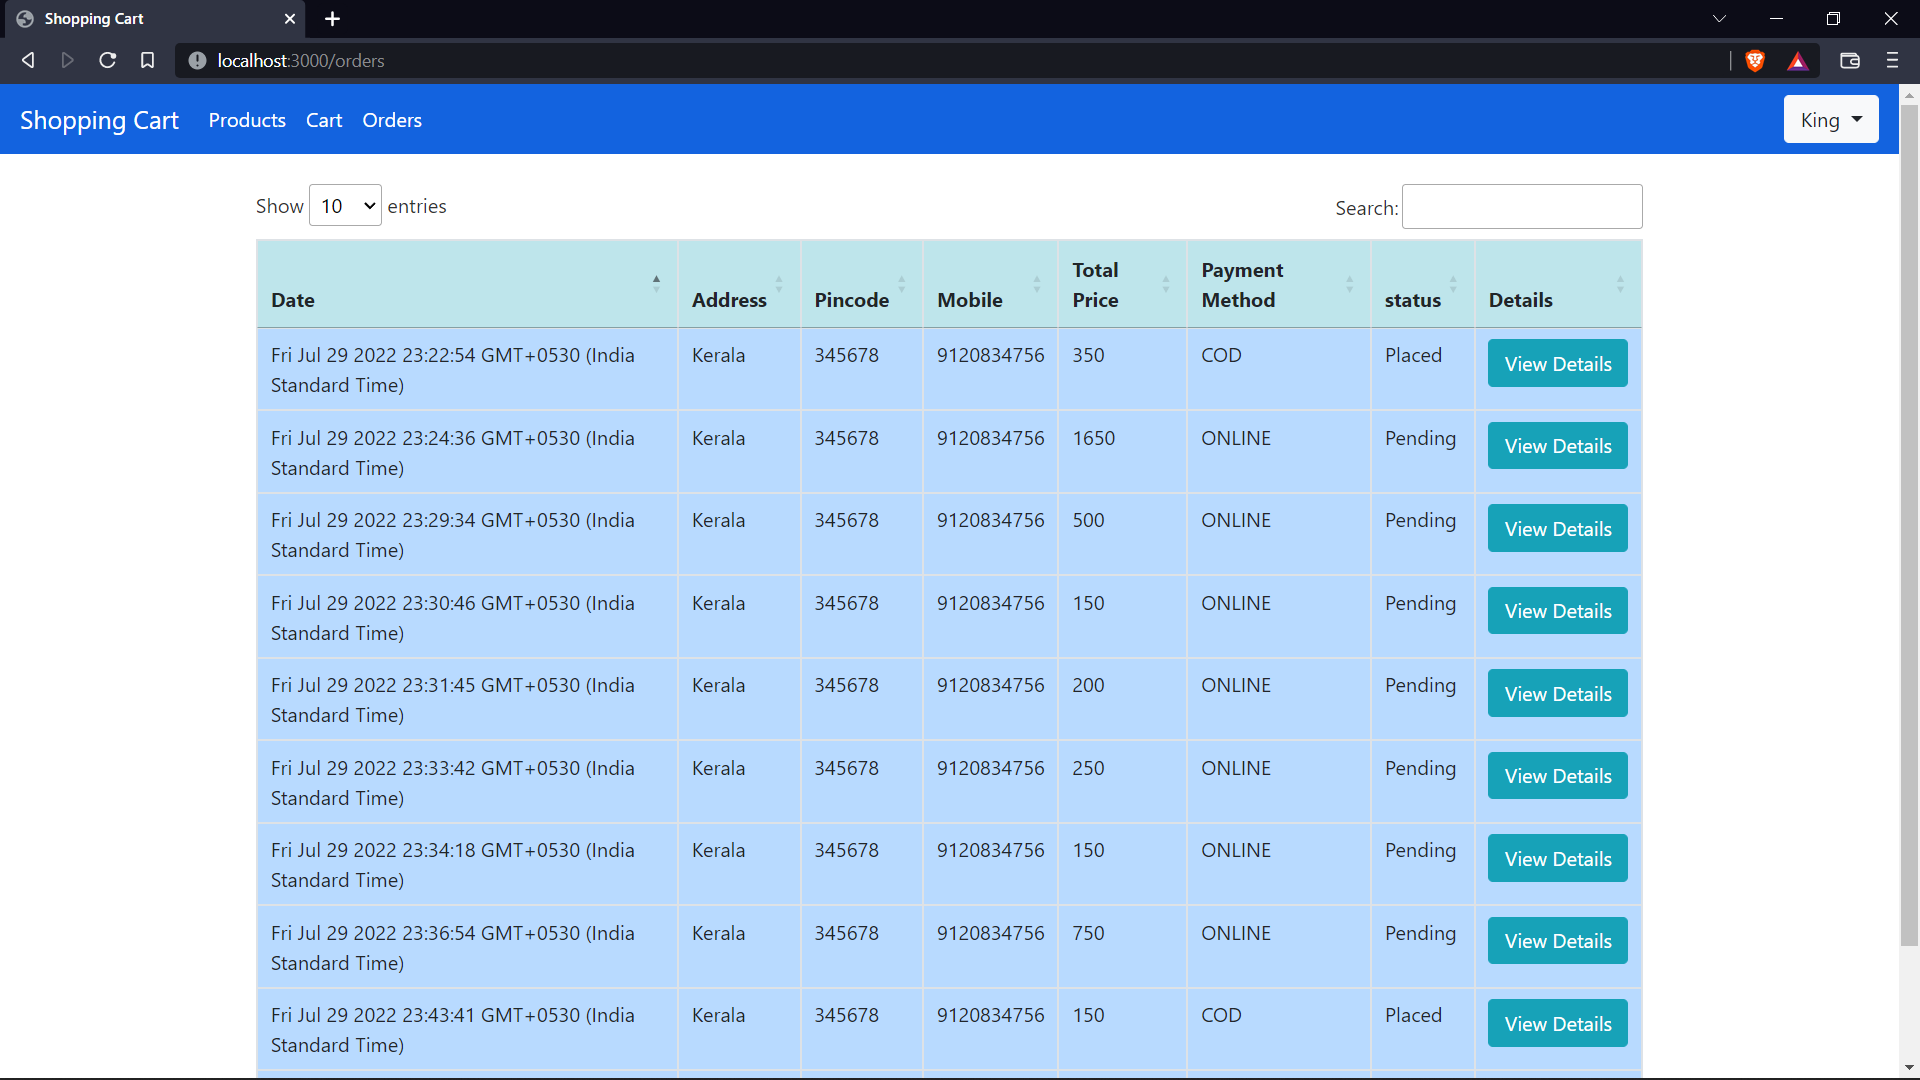 Shopping Cart
localhost:3000/orders
Shopping Cart Products Cart Orders King
Show 10 entries Search:
Date Address Pincode Mobile Total Price Payment Method status Details
Fri Jul 29 2022 23:22:54 GMT+0530 (India Kerala 345678 9120834756 350 COD Placed View Details
Standard Time)
Fri Jul 29 2022 23:24:36 GMT+0530 (India Kerala 345678 9120834756 1650 ONLINE Pending View Details
Standard Time)
Fri Jul 29 2022 23:29:34 GMT+0530 (India Kerala 345678 9120834756 500 ONLINE Pending View Details
Standard Time)
Fri Jul 29 2022 23:30:46 GMT+0530 (India Kerala 345678 9120834756 150 ONLINE Pending View Details
Standard Time)
Fri Jul 29 2022 23:31:45 GMT+0530 (India Kerala 345678 9120834756 200 ONLINE Pending View Details
Standard Time)
Fri Jul 29 2022 23:33:42 GMT+0530 (India Kerala 345678 9120834756 250 ONLINE Pending View Details
Standard Time)
Fri Jul 29 2022 23:34:18 GMT+0530 (India Kerala 345678 9120834756 150 ONLINE Pending View Details
Standard Time)
Fri Jul 29 2022 23:36:54 GMT+0530 (India Kerala 345678 9120834756 750 ONLINE Pending View Details
Standard Time)
Fri Jul 29 2022 23:43:41 GMT+0530 (India Kerala 345678 9120834756 150 COD Placed View Details
Standard Time)